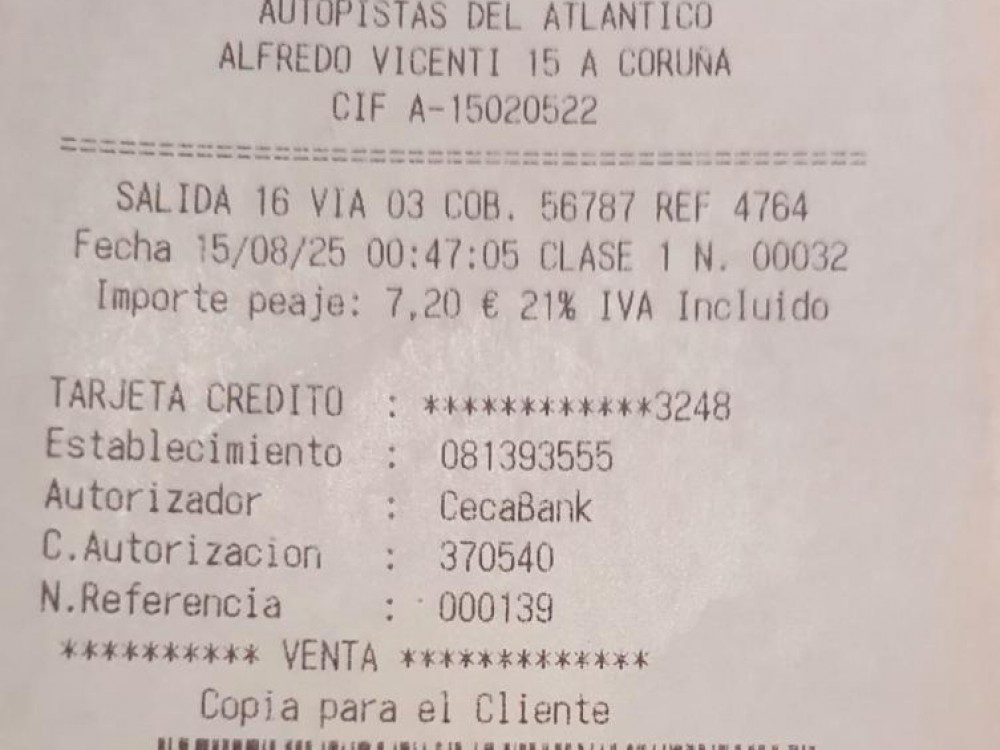 AUTOPISTAS DEL ATLANTICO
ALFREDO VICENTI 15 A CORUÑA
CIF A-15020522
==========================================
SALIDA 16 VIA 03 COB. 56787 REF 4764
Fecha 15/08/25 00:47:05 CLASE 1 N. 00032
Importe peaje: 7,20 € 21% IVA Incluido
TARJETA CREDITO : ************3248
Establecimiento : 081393555
Autorizador : CecaBank
C.Autorizacion : 370540
N.Referencia : 000139
********** VENTA *************
Copia para el Cliente